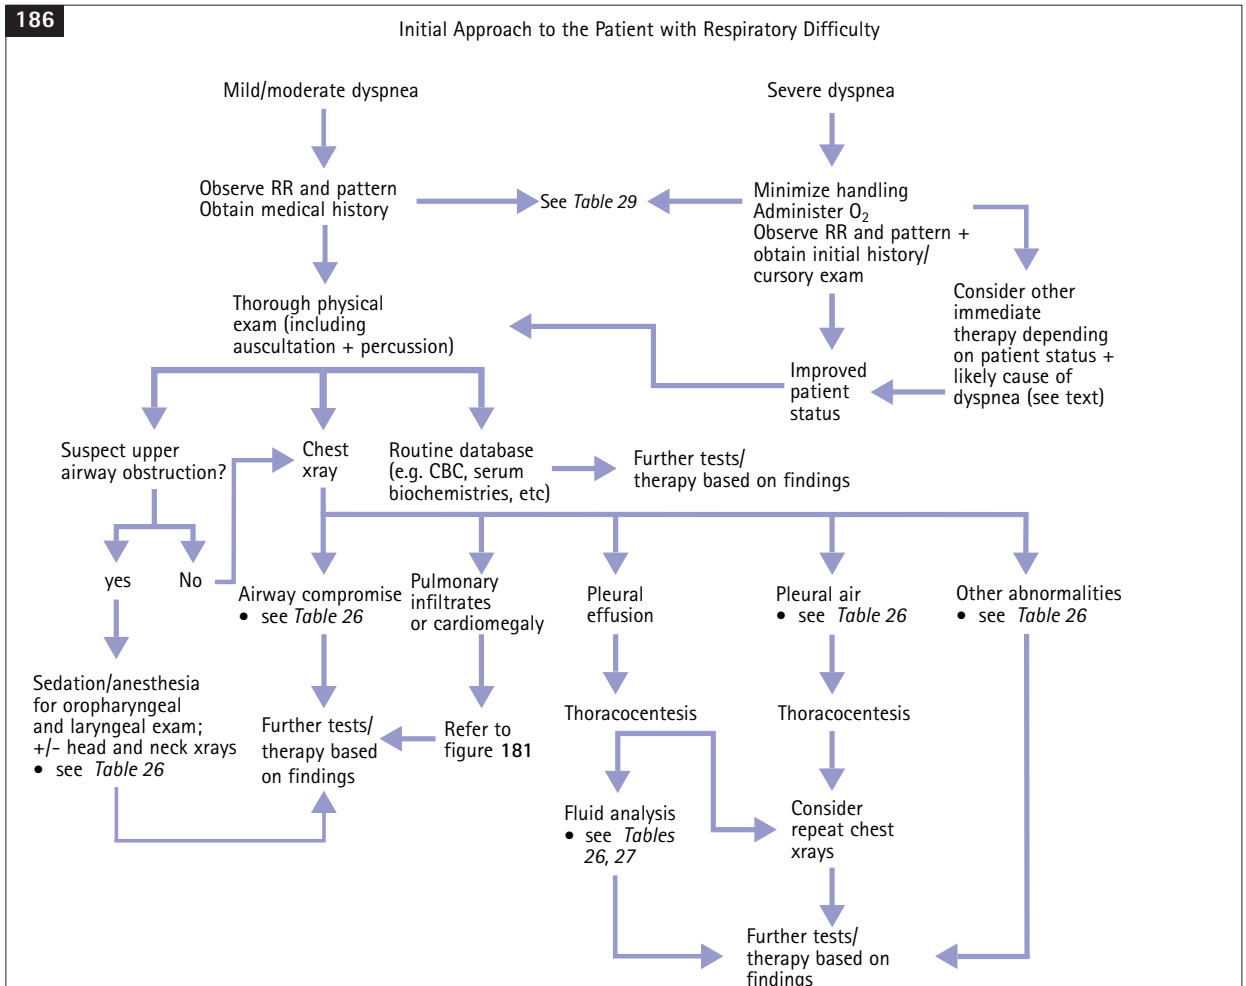 186
Initial Approach to the Patient with Respiratory Difficulty
Mild/moderate dyspnea
Severe dyspnea
Observe RR and pattern
Obtain medical history
See Table 29
Minimize handling
Administer O₂
Observe RR and pattern +
obtain initial history/
cursory exam
Consider other
immediate
therapy depending
on patient status +
likely cause of
dyspnea (see text)
Thorough physical
exam (including
auscultation + percussion)
Improved
patient
status
Suspect upper
airway obstruction?
Chest
xray
Routine database
(e.g. CBC, serum
biochemistries, etc)
Further tests/
therapy based on findings
yes
No
Airway compromise
• see Table 26
Pulmonary
infiltrates
or cardiomegaly
Pleural
effusion
Pleural air
• see Table 26
Other abnormalities
• see Table 26
Sedation/anesthesia
for oropharyngeal
and laryngeal exam;
+/- head and neck xrays
• see Table 26
Further tests/
therapy based
on findings
Refer to
figure 181
Thoracocentesis
Thoracocentesis
Fluid analysis
• see Tables
26, 27
Consider
repeat chest
xrays
Further tests/
therapy based on
findings